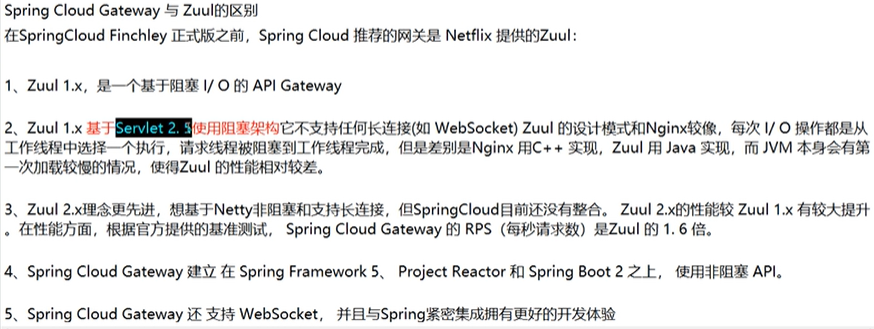 Spring Cloud Gateway 与 Zuul的区别
在SpringCloud Finchley 正式版之前，Spring Cloud 推荐的网关是 Netflix 提供的Zuul：
1、Zuul 1.x，是一个基于阻塞 I/ O 的 API Gateway
2、Zuul 1.x 基于Servlet 2. 5使用阻塞架构它不支持任何长连接(如 WebSocket) Zuul 的设计模式和Nginx较像，每次 I/ O 操作都是从
工作线程中选择一个执行，请求线程被阻塞到工作线程完成，但是差别是Nginx 用C++ 实现，Zuul 用 Java 实现，而 JVM 本身会有第
一次加载较慢的情况，使得Zuul 的性能相对较差。
3、Zuul 2.x理念更先进，想基于Netty非阻塞和支持长连接，但SpringCloud目前还没有整合。 Zuul 2.x的性能较 Zuul 1.x 有较大提升
。在性能方面，根据官方提供的基准测试， Spring Cloud Gateway 的 RPS（每秒请求数）是Zuul 的 1. 6 倍。
4、Spring Cloud Gateway 建立 在 Spring Framework 5、 Project Reactor 和 Spring Boot 2 之上， 使用非阻塞 API。
5、Spring Cloud Gateway 还 支持 WebSocket， 并且与Spring紧密集成拥有更好的开发体验